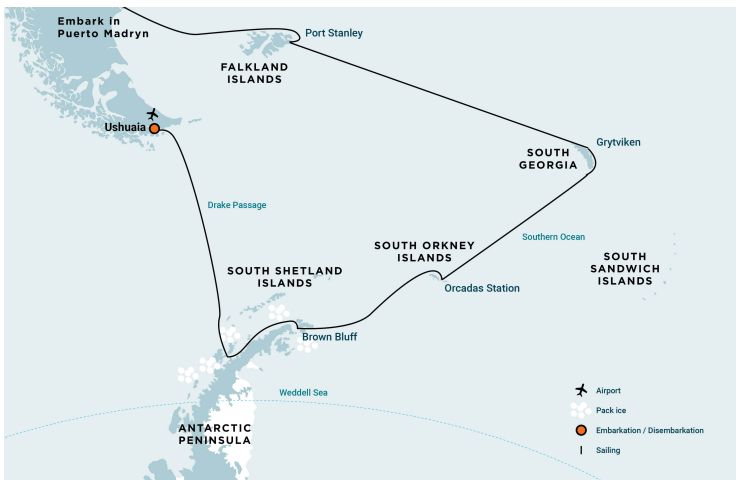 Embark in
Puerto Madryn
Port Stanley
FALKLAND
ISLANDS
Ushuaia
Grytviken
SOUTH
GEORGIA
Drake Passage
Southern Ocean
SOUTH ORKNEY
ISLANDS
SOUTH
SANDWICH
ISLANDS
SOUTH SHETLAND
ISLANDS
Orcadas Station
Brown Bluff
Weddell Sea
ANTARCTIC
PENINSULA
Airport
Pack ice
Embarkation / Disembarkation
Sailing